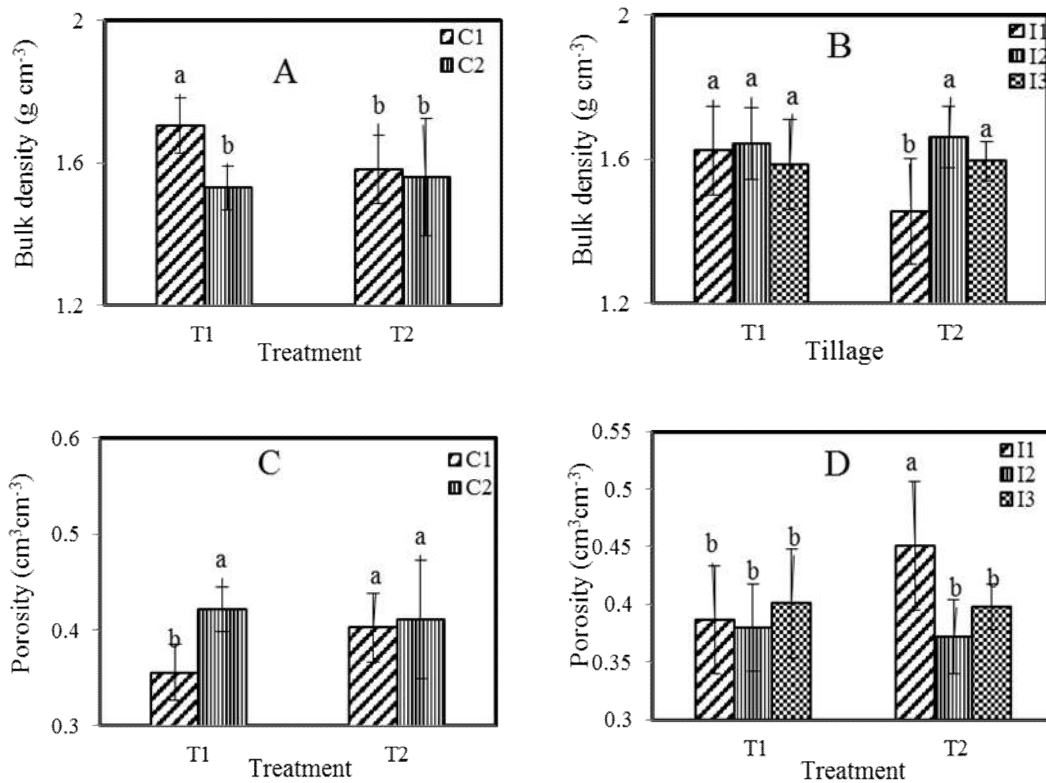 A
Bulk density (g cm⁻³)
2
1.6
1.2
C1
C2
a
b
b
b
T1
T2
Treatment
B
Bulk density (g cm⁻³)
2
1.6
1.2
I1
I2
I3
a
a
a
b
a
a
T1
T2
Tillage
C
Porosity (cm³cm⁻³)
0.6
0.5
0.4
0.3
C1
C2
b
a
a
a
T1
T2
Treatment
D
Porosity (cm³cm⁻³)
0.55
0.5
0.45
0.4
0.35
0.3
I1
I2
I3
b
b
b
a
b
b
T1
T2
Treatment